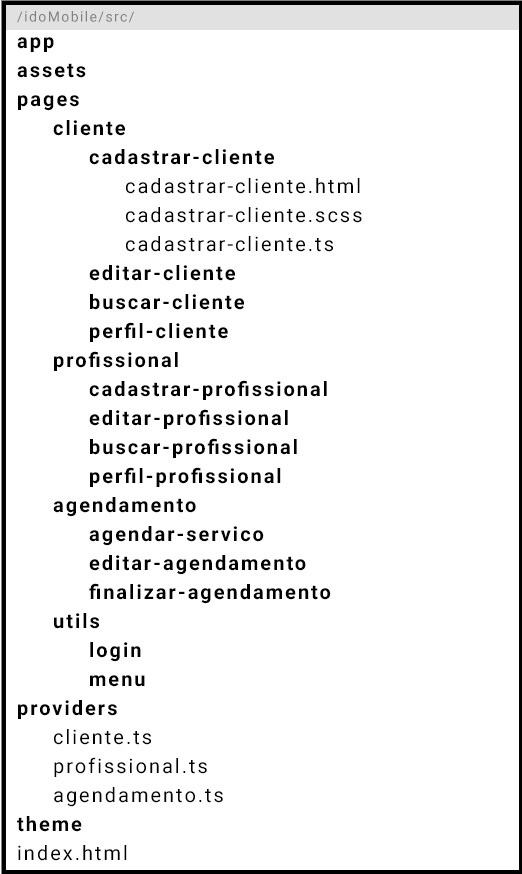 /idoMobile/src/
app
assets
pages
cliente
cadastrar-cliente
cadastrar-cliente.html
cadastrar-cliente.scss
cadastrar-cliente.ts
editar-cliente
buscar-cliente
perfil-cliente
profissional
cadastrar-profissional
editar-profissional
buscar-profissional
perfil-profissional
agendamento
agendar-servico
editar-agendamento
finalizar-agendamento
utils
login
menu
providers
cliente.ts
profissional.ts
agendamento.ts
theme
index.html